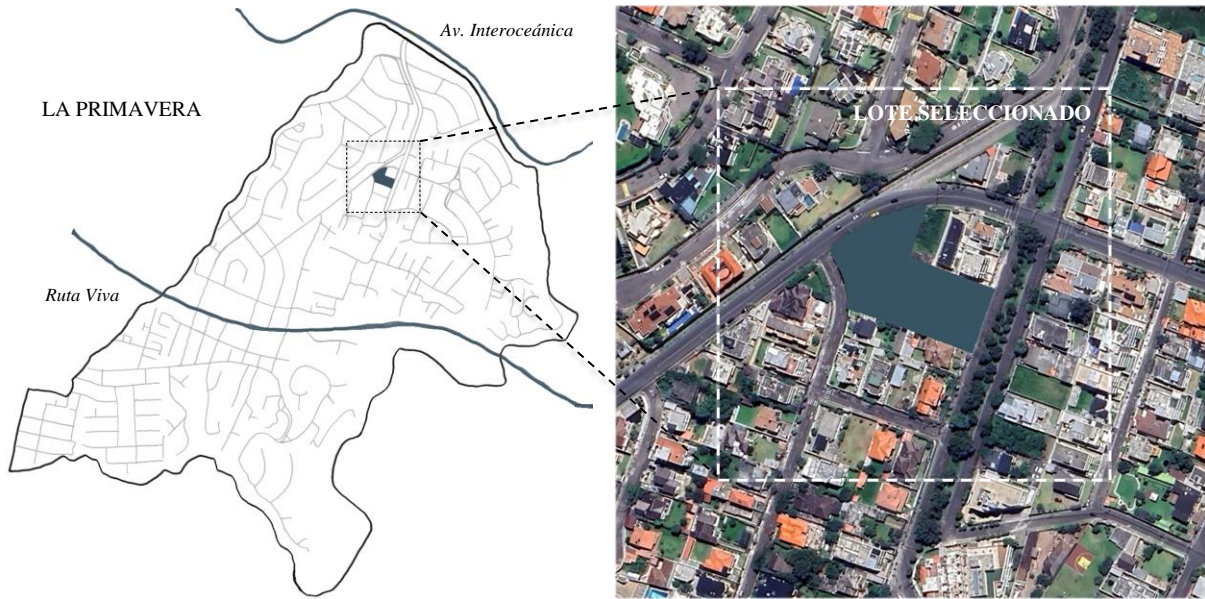 Av. Interoceánica
LA PRIMAVERA
LOTE SELECCIONADO
Ruta Viva